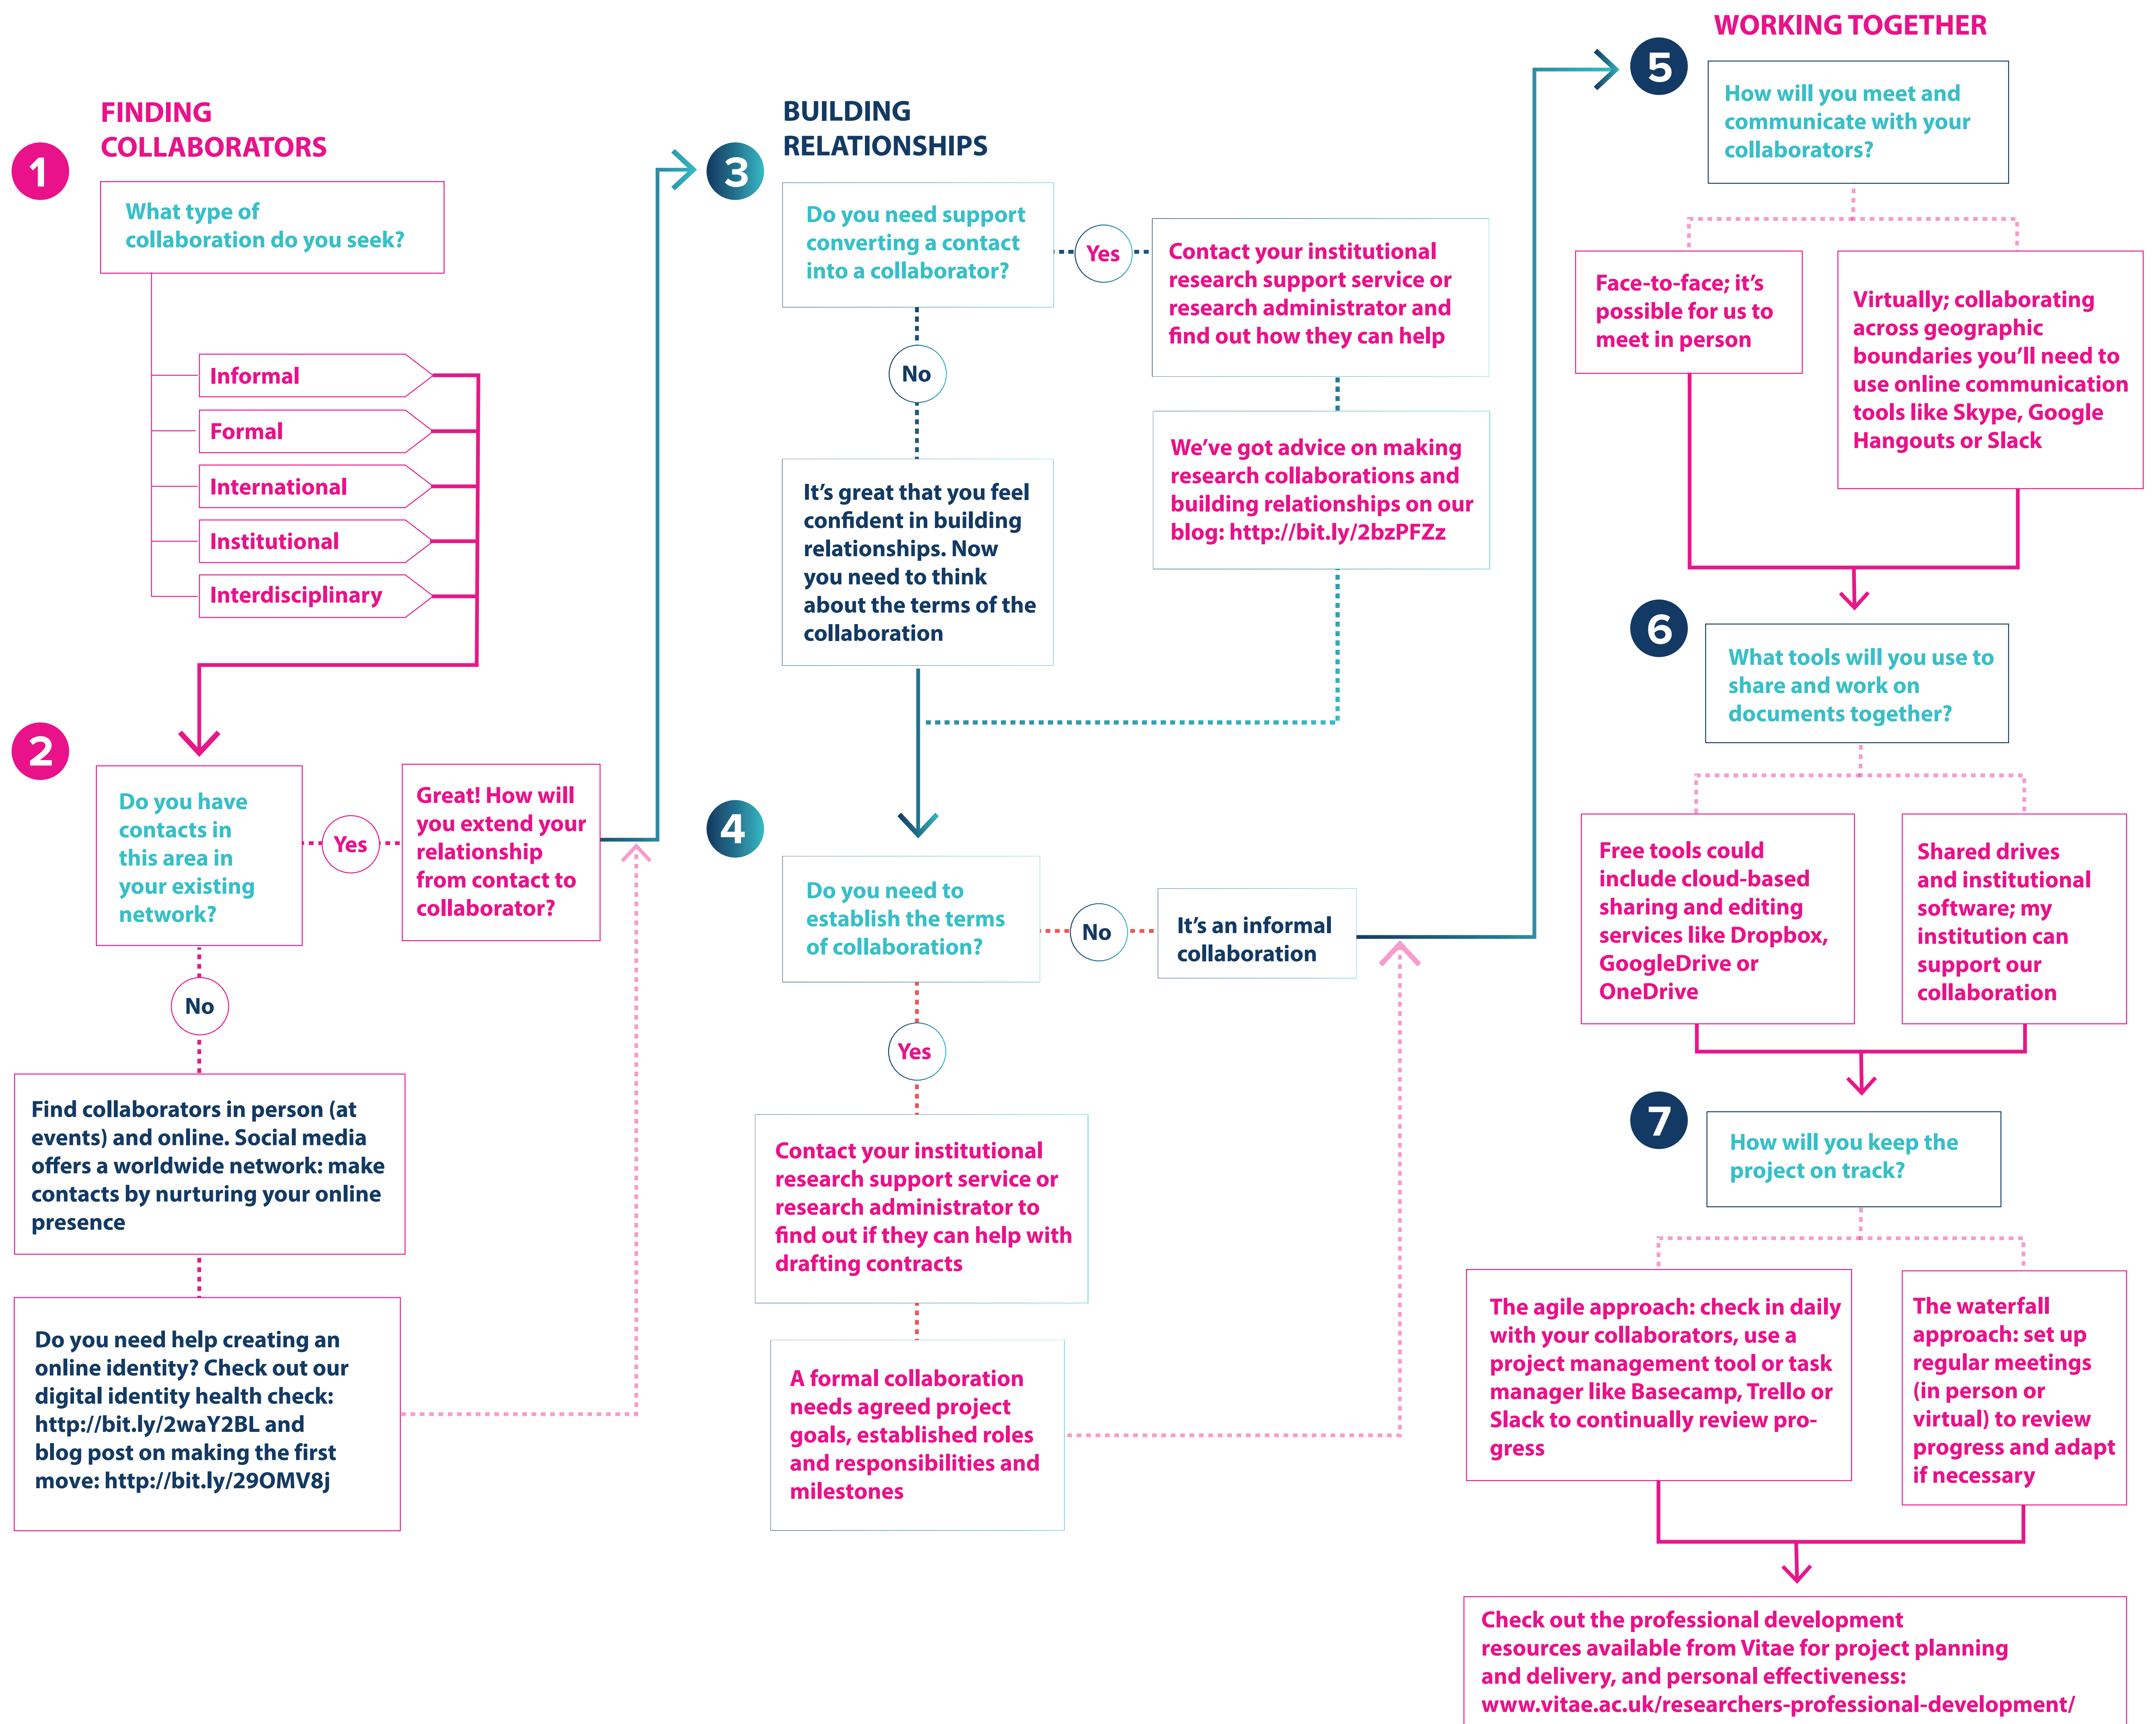 FINDING
COLLABORATORS
1
What type of
collaboration do you seek?
Informal
Formal
International
Institutional
Interdisciplinary
2
Do you have
contacts in
this area in
your existing
network?
Yes
Great! How will
you extend your
relationship
from contact to
collaborator?
No
Find collaborators in person (at
events) and online. Social media
offers a worldwide network: make
contacts by nurturing your online
presence
Do you need help creating an
online identity? Check out our
digital identity health check:
http://bit.ly/2waY2BL and
blog post on making the first
move: http://bit.ly/29OMV8j
BUILDING
RELATIONSHIPS
3
Do you need support
converting a contact
into a collaborator?
Yes
Contact your institutional
research support service or
research administrator and
find out how they can help
We’ve got advice on making
research collaborations and
building relationships on our
blog: http://bit.ly/2bzPFZz
No
It’s great that you feel
confident in building
relationships. Now
you need to think
about the terms of the
collaboration
4
Do you need to
establish the terms
of collaboration?
No
It’s an informal
collaboration
Yes
Contact your institutional
research support service or
research administrator to
find out if they can help with
drafting contracts
A formal collaboration
needs agreed project
goals, established roles
and responsibilities and
milestones
WORKING TOGETHER
5
How will you meet and
communicate with your
collaborators?
Face-to-face; it’s
possible for us to
meet in person
Virtually; collaborating
across geographic
boundaries you’ll need to
use online communication
tools like Skype, Google
Hangouts or Slack
6
What tools will you use to
share and work on
documents together?
Free tools could
include cloud-based
sharing and editing
services like Dropbox,
GoogleDrive or
OneDrive
Shared drives
and institutional
software; my
institution can
support our
collaboration
7
How will you keep the
project on track?
The agile approach: check in daily
with your collaborators, use a
project management tool or task
manager like Basecamp, Trello or
Slack to continually review pro-
gress
The waterfall
approach: set up
regular meetings
(in person or
virtual) to review
progress and adapt
if necessary
Check out the professional development
resources available from Vitae for project planning
and delivery, and personal effectiveness:
www.vitae.ac.uk/researchers-professional-development/